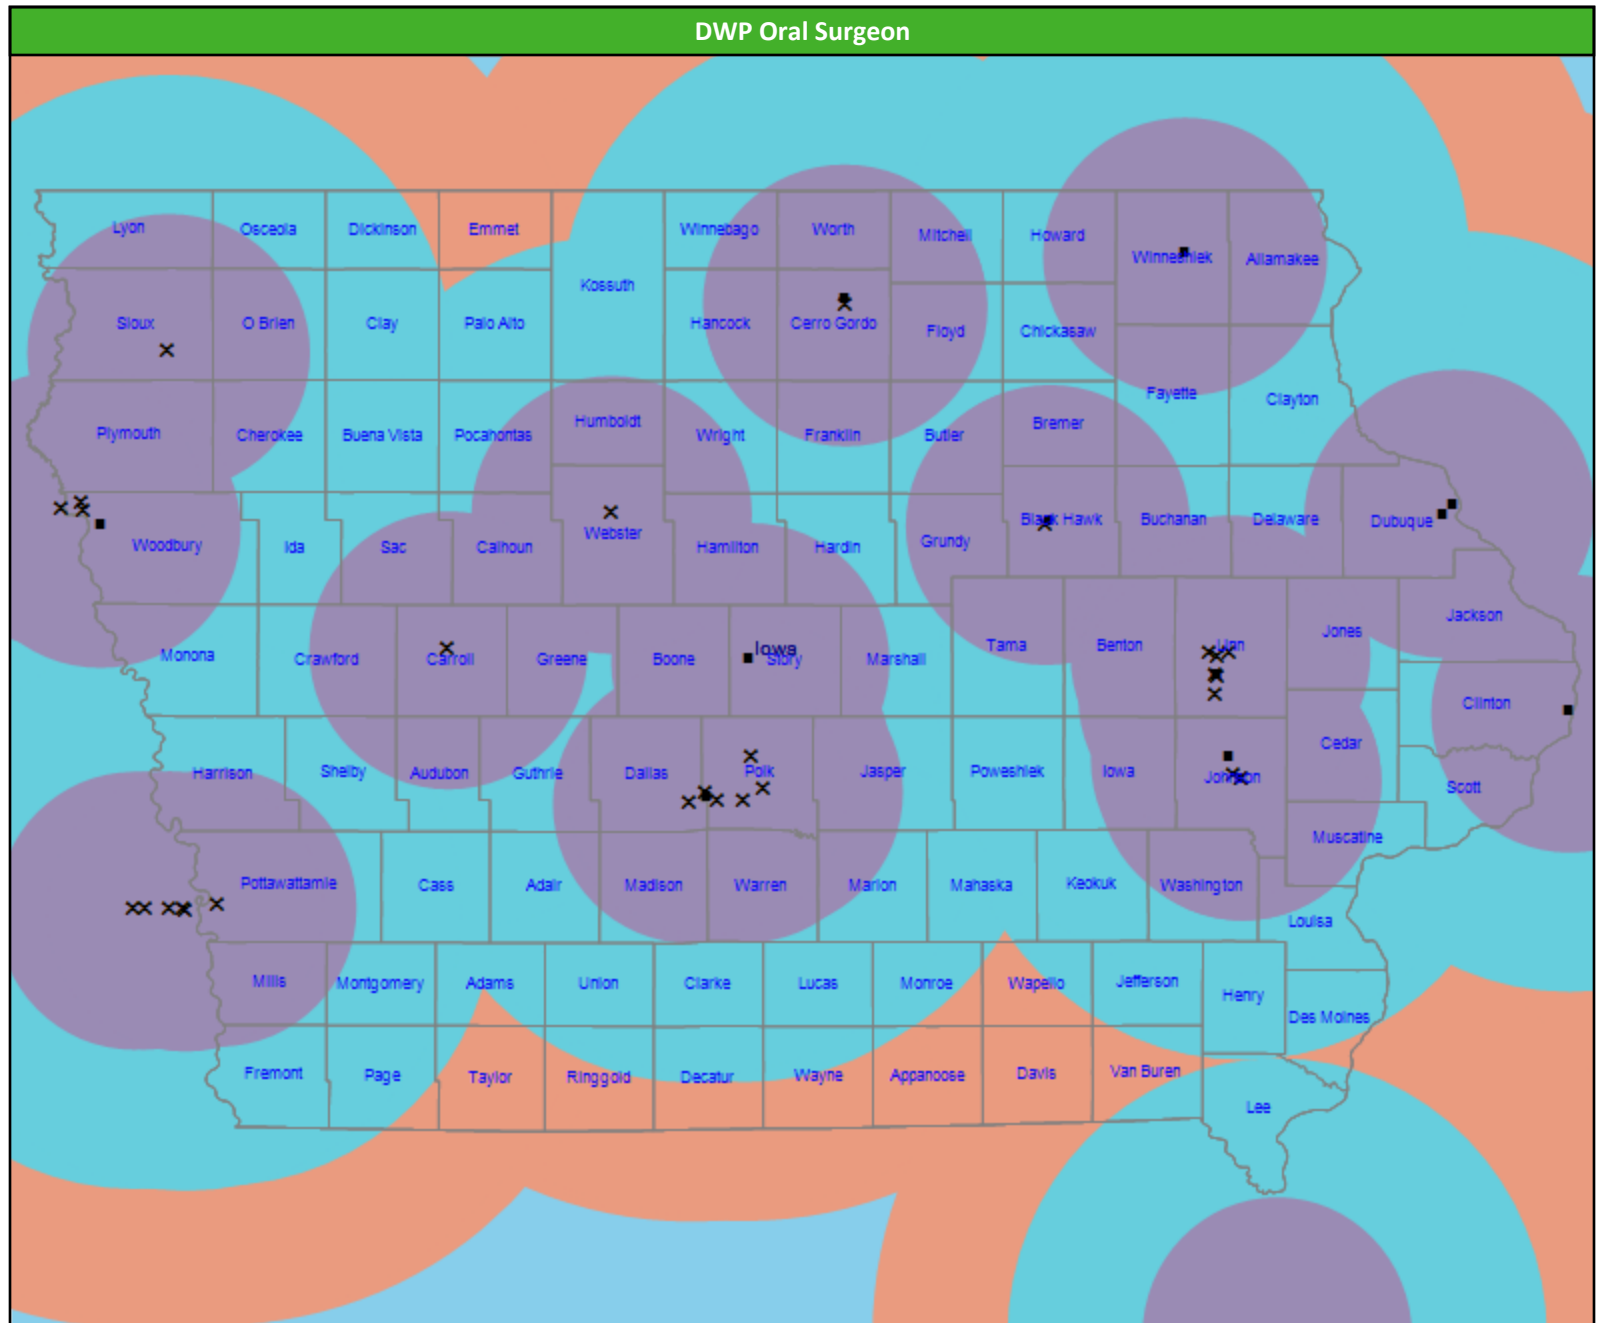 DWP Oral Surgeon
Lyon
Osceola
Dickinson
Emmet
Winnebago
Worth
Mitchell
Howard
Winneshiek
Allamakee
Kossuth
Sioux
O Brien
Clay
Palo Alto
Hancock
Cerro Gordo
Floyd
Chickasaw
Fayette
Clayton
Plymouth
Cherokee
Buena Vista
Pocahontas
Humboldt
Wright
Franklin
Butler
Bremer
Woodbury
Ida
Sac
Calhoun
Webster
Hamilton
Hardin
Grundy
Black Hawk
Buchanan
Delaware
Dubuque
Jackson
Monona
Crawford
Carroll
Greene
Boone
Iowa
Story
Marshall
Tama
Benton
Linn
Jones
Clinton
Harrison
Shelby
Audubon
Guthrie
Dallas
Polk
Jasper
Poweshiek
Iowa
Johnson
Cedar
Scott
Muscatine
Pottawattamie
Cass
Adair
Madison
Warren
Marion
Mahaska
Keokuk
Washington
Louisa
Mills
Montgomery
Adams
Union
Clarke
Lucas
Monroe
Wapello
Jefferson
Henry
Des Moines
Fremont
Page
Taylor
Ringgold
Decatur
Wayne
Appanoose
Davis
Van Buren
Lee